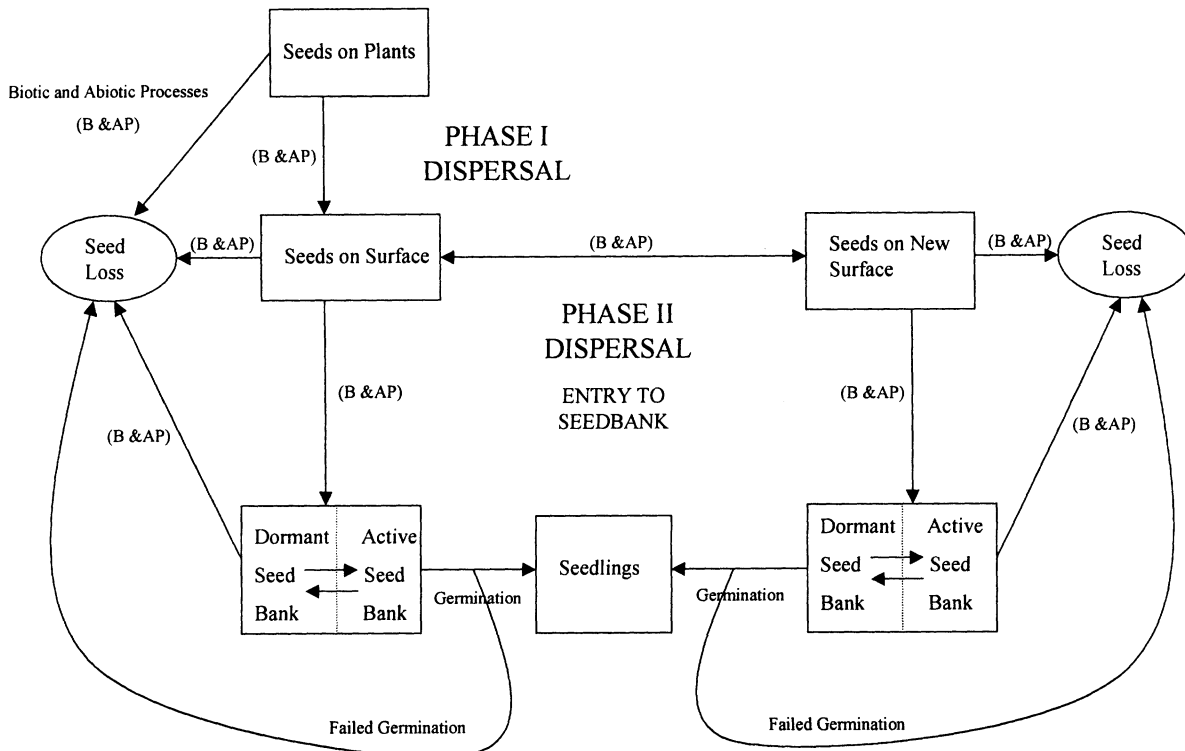 Seeds on Plants
Biotic and Abiotic Processes
(B &AP)
(B &AP)
PHASE I
DISPERSAL
Seed
Loss
(B &AP)
Seeds on Surface
(B &AP)
Seeds on New
Surface
(B &AP)
Seed
Loss
PHASE II
DISPERSAL
(B &AP)
ENTRY TO
SEEDBANK
(B &AP)
(B &AP)
(B &AP)
Dormant Active
Seed Seed
Bank Bank
Germination
Seedlings
Germination
Dormant Active
Seed Seed
Bank Bank
Failed Germination
Failed Germination